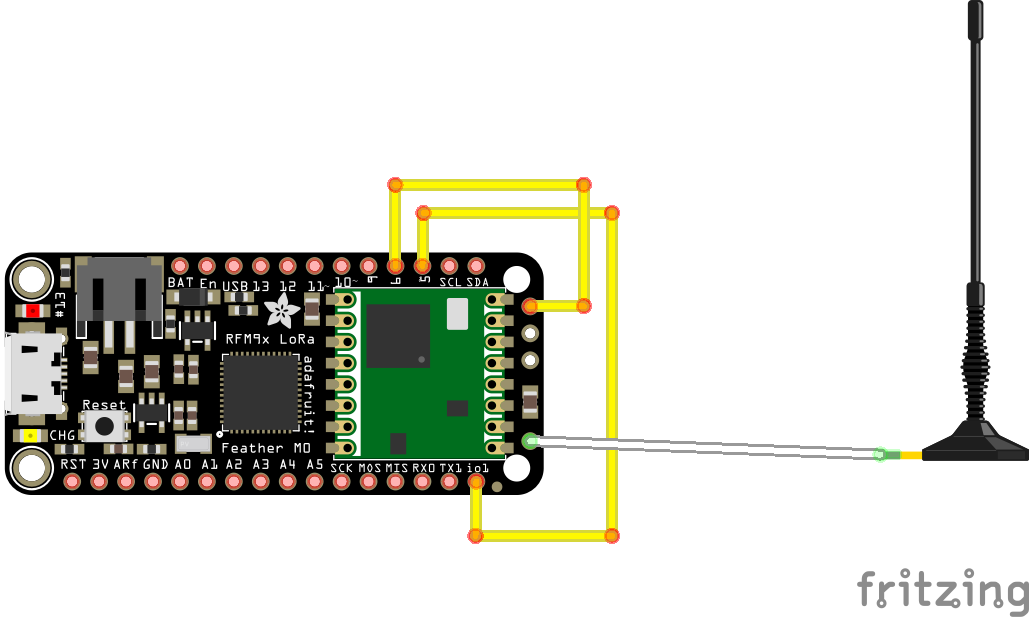 BAT En USB 13 12 11~ 10~ 9 6 5 SCL SDA
#13
RFM9x LoRa
adafruit!
Reset
CHG
Feather M0
RST 3V ARf GND A0 A1 A2 A3 A4 A5 SCK MOS MIS RX0 TX1 io1
fritzing